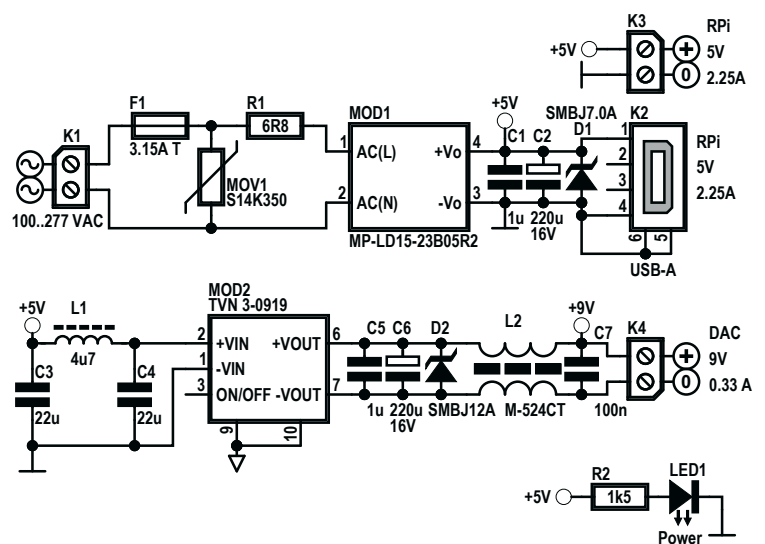 K3
RPi
+5V
5V
2.25A
+
0
F1
3.15A T
R1
6R8
K1
100..277 VAC
MOV1
S14K350
MOD1
1
AC(L)
+Vo
4
2
AC(N)
-Vo
3
MP-LD15-23B05R2
+5V
C1
C2
1u
220u
16V
SMBJ7.0A
D1
K2
1
2
3
4
6
5
USB-A
RPi
5V
2.25A
+5V
L1
4u7
C3
22u
C4
22u
MOD2
TVN 3-0919
2
+VIN
+VOUT
6
1
-VIN
3
ON/OFF
-VOUT
7
9
10
C5
C6
D2
1u
220u
16V
SMBJ12A
L2
M-524CT
+9V
C7
100n
K4
DAC
+
9V
0
0.33 A
+5V
R2
1k5
LED1
Power